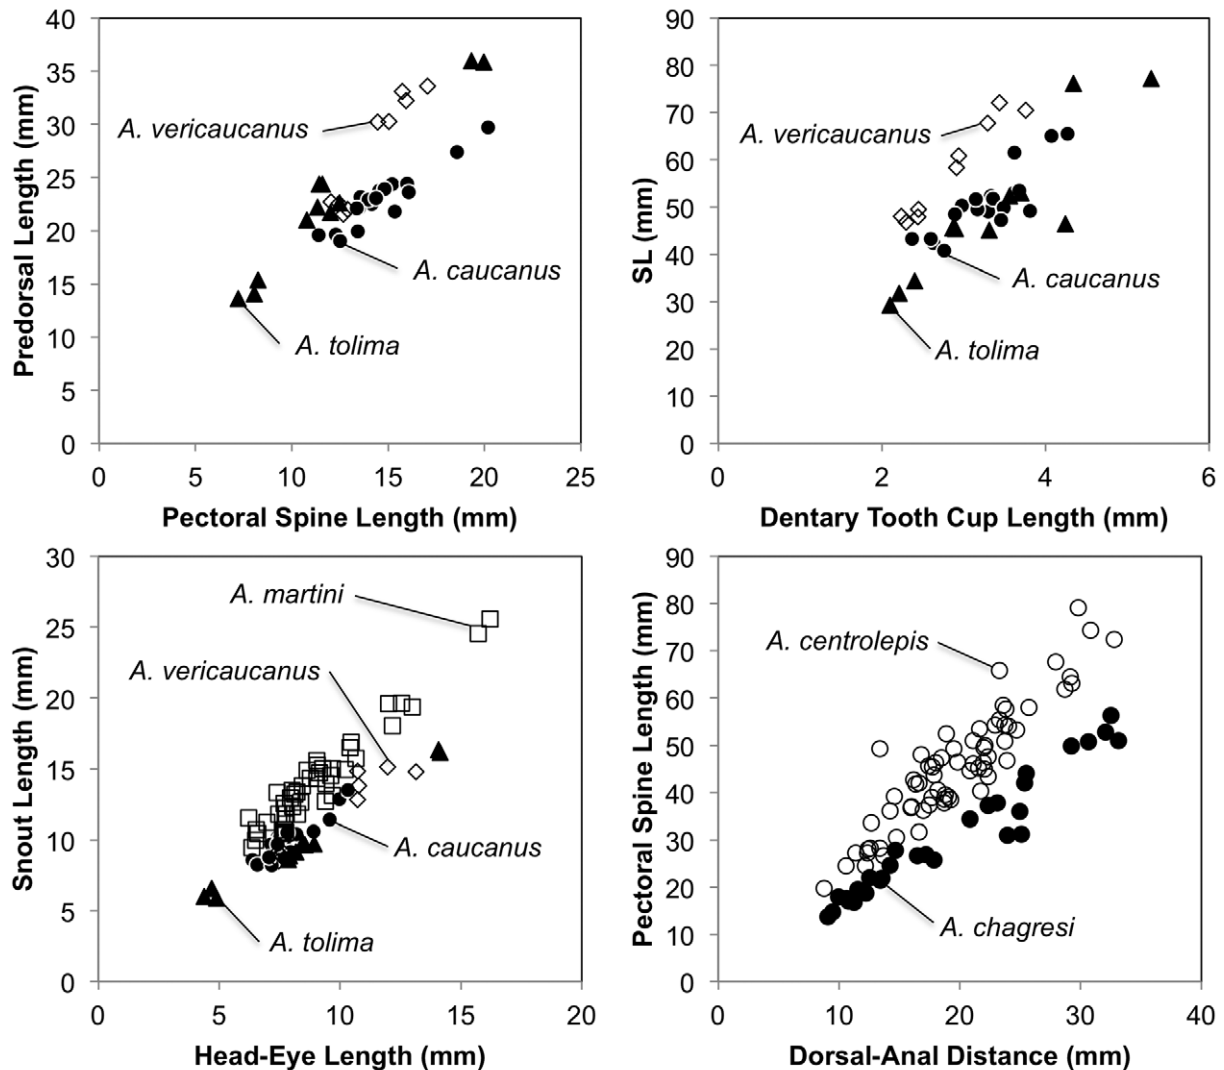 40
35
30
25
20
15
10
5
0
0 5 10 15 20 25
Predorsal Length (mm)
Pectoral Spine Length (mm)
A. vericaucanus
A. caucanus
A. tolima
90
80
70
60
50
40
30
20
10
0
0 2 4 6
SL (mm)
Dentary Tooth Cup Length (mm)
A. vericaucanus
A. caucanus
A. tolima
30
25
20
15
10
5
0
0 5 10 15 20
Snout Length (mm)
Head-Eye Length (mm)
A. martini
A. vericaucanus
A. caucanus
A. tolima
90
80
70
60
50
40
30
20
10
0
0 10 20 30 40
Pectoral Spine Length (mm)
Dorsal-Anal Distance (mm)
A. centrolepis
A. chagresi